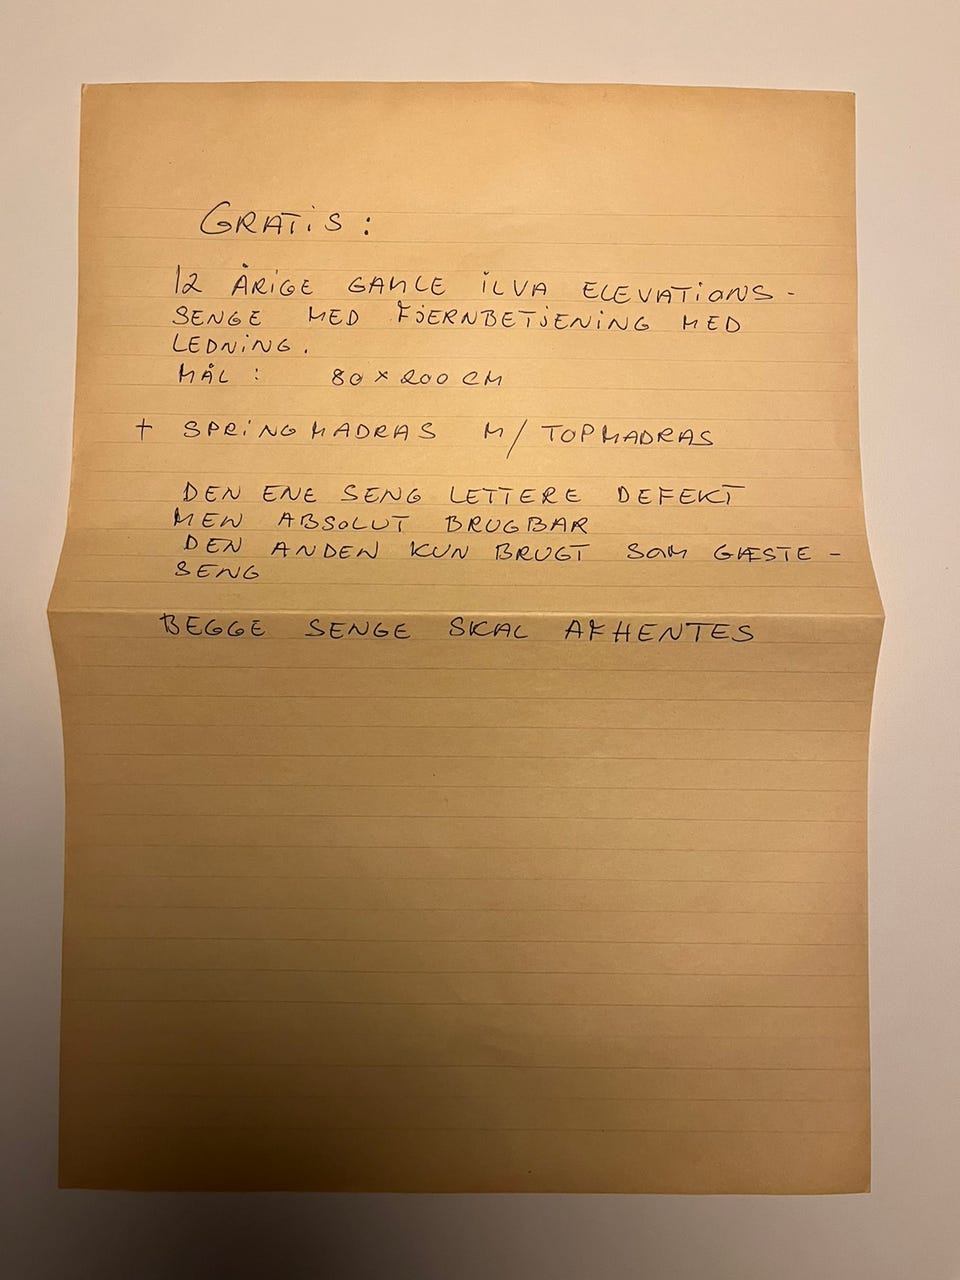 GRATIS:
12 ÅRIGE GAMLE ILVA ELEVATIONS-
SENGE MED FJERNBETJENING MED
LEDNING.
MÅL : 80 × 200 CM
+ SPRINGMADRAS M/TOPMADRAS
DEN ENE SENG LETTERE DEFEKT
MEN ABSOLUT BRUGBAR
DEN ANDEN KUN BRUGT SOM GÆSTE-
SENG
BEGGE SENGE SKAL AFHENTES